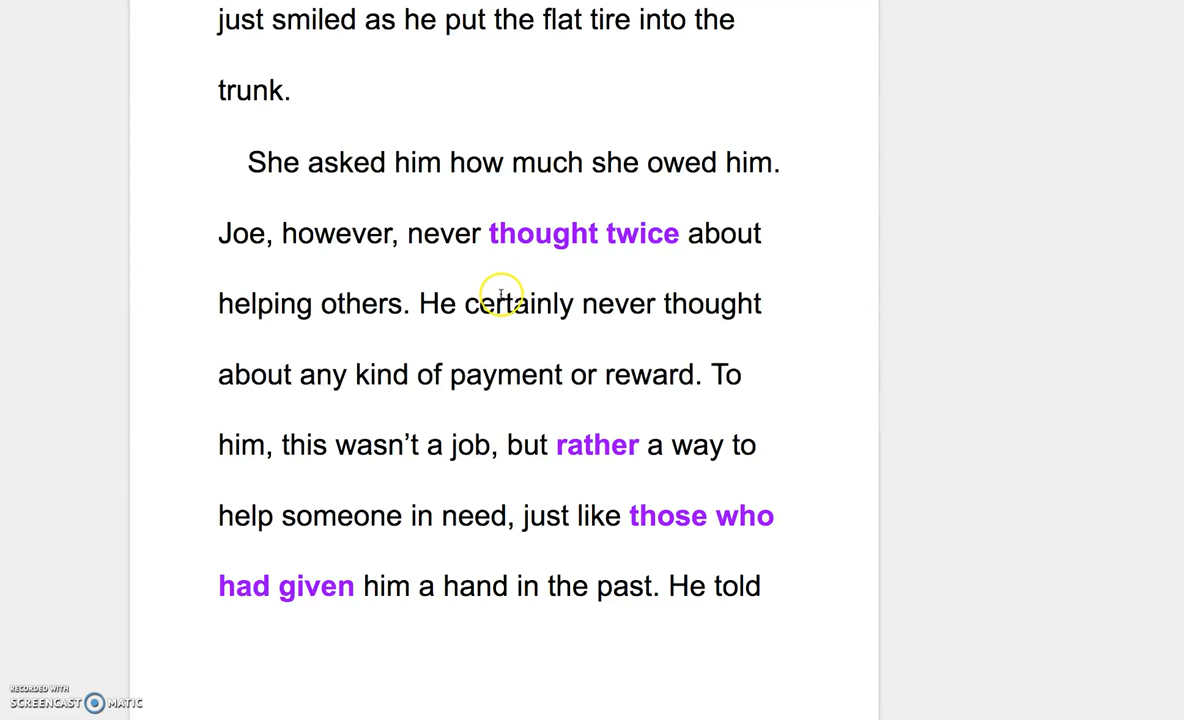 just smiled as he put the flat tire into the
trunk.
She asked him how much she owed him.
Joe, however, never thought twice about
helping others. He certainly never thought
about any kind of payment or reward. To
him, this wasn’t a job, but rather a way to
help someone in need, just like those who
had given him a hand in the past. He told
RECORDED WITH
SCREENCAST MATIC